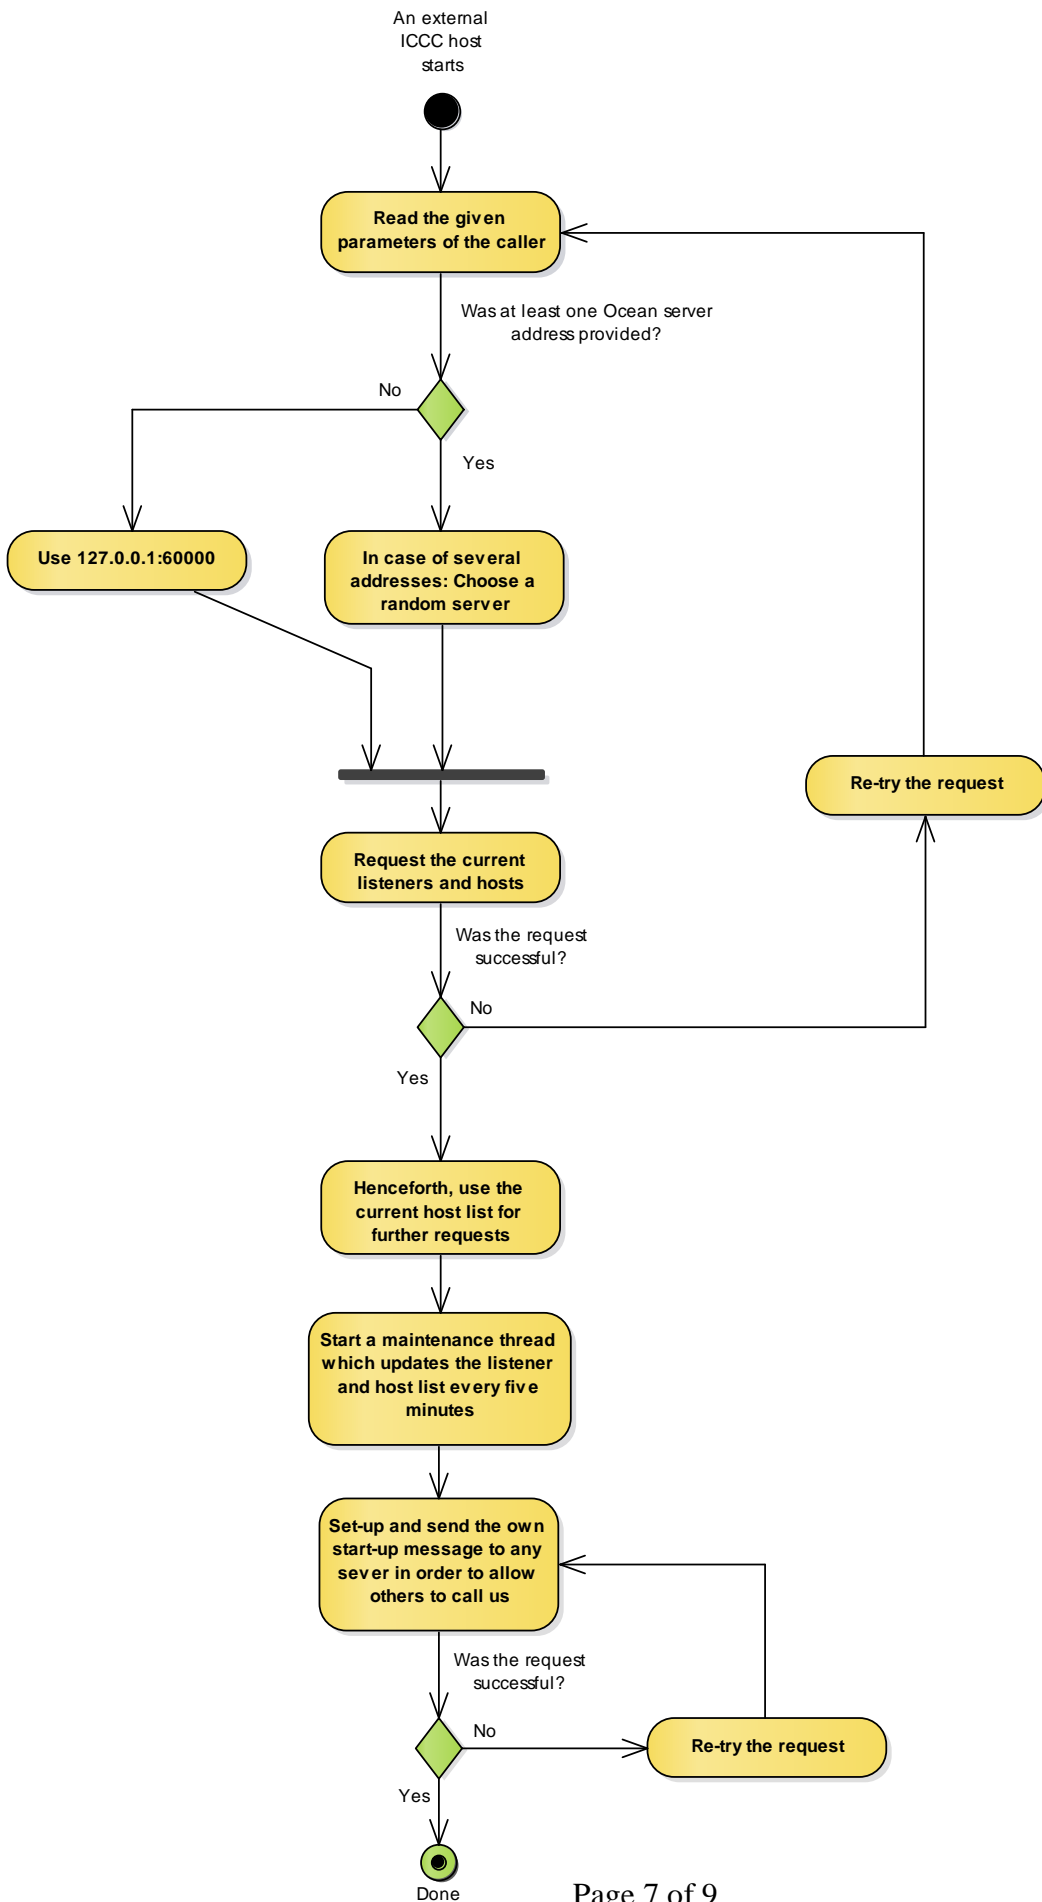 An external
ICCC host
starts
Read the given
parameters of the caller
Was at least one Ocean server
address provided?
No
Yes
Use 127.0.0.1:60000
In case of several
addresses: Choose a
random server
Re-try the request
Request the current
listeners and hosts
Was the request
successful?
No
Yes
Henceforth, use the
current host list for
further requests
Start a maintenance thread
which updates the listener
and host list every five
minutes
Set-up and send the own
start-up message to any
sever in order to allow
others to call us
Was the request
successful?
No
Re-try the request
Yes
Done
Page 7 of 9